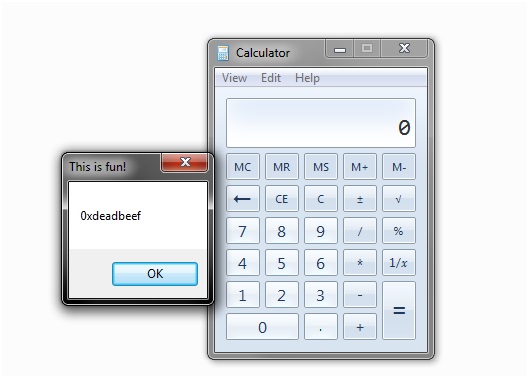 Calculator
View Edit Help
0
This is fun!
0xdeadbeef
OK
MC MR MS M+ M-
← CE C ± √
7 8 9 / %
4 5 6 * 1/x
1 2 3 - =
0 . +